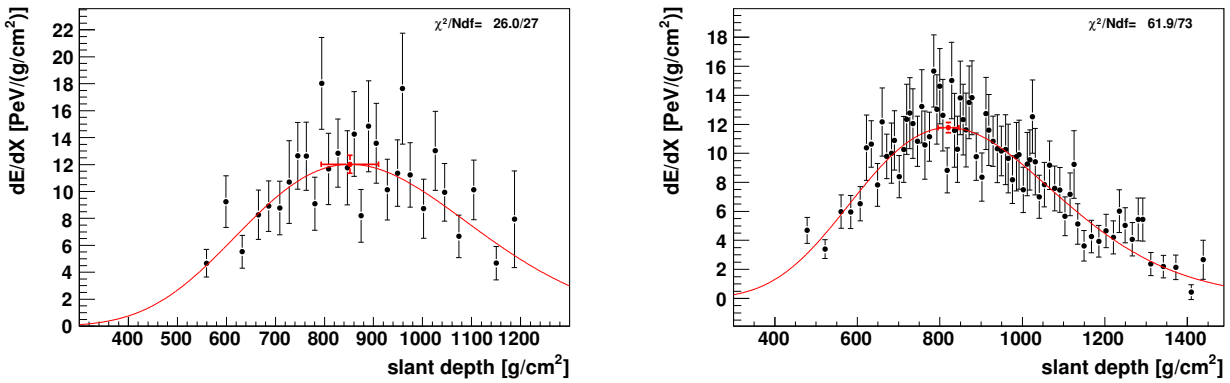 dE/dX [PeV/(g/cm²)]
χ²/Ndf= 26.0/27
22
20
18
16
14
12
10
8
6
4
2
0
400 500 600 700 800 900 1000 1100 1200
slant depth [g/cm²]
dE/dX [PeV/(g/cm²)]
χ²/Ndf= 61.9/73
18
16
14
12
10
8
6
4
2
0
400 600 800 1000 1200 1400
slant depth [g/cm²]